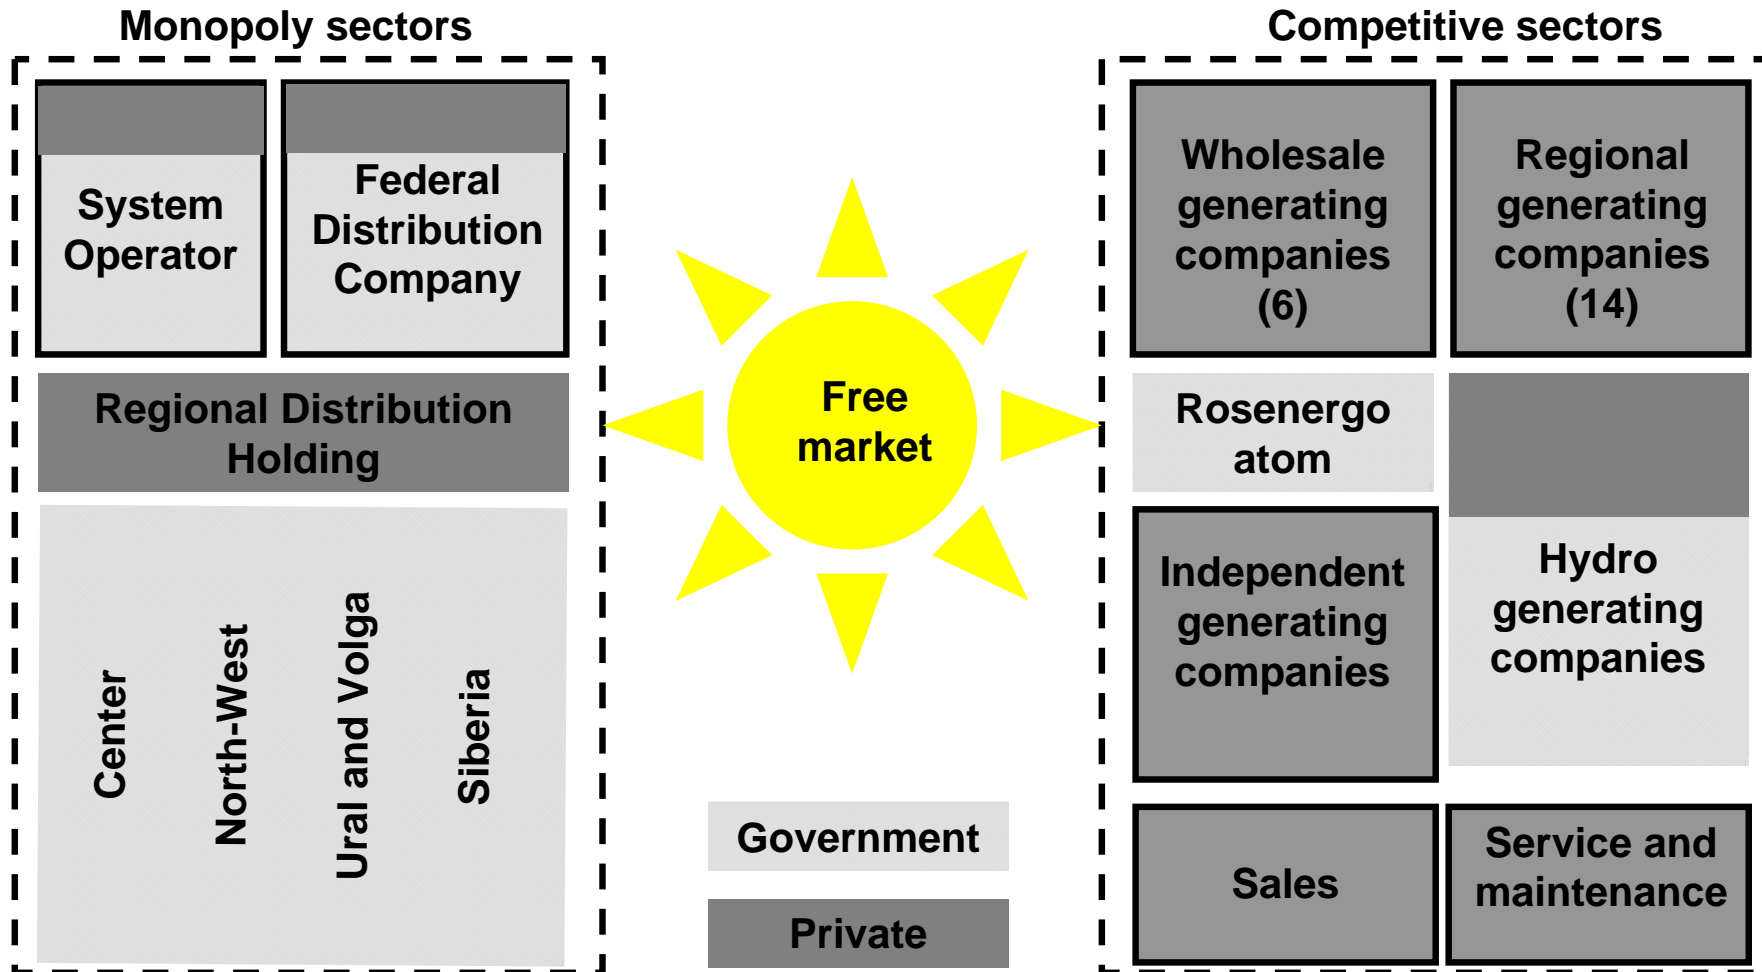 Monopoly sectors
System
Operator
Federal
Distribution
Company
Regional Distribution
Holding
Center
North-West
Ural and Volga
Siberia
Free
market
Government
Private
Competitive sectors
Wholesale
generating
companies
(6)
Regional
generating
companies
(14)
Rosenergo
atom
Independent
generating
companies
Hydro
generating
companies
Sales
Service and
maintenance